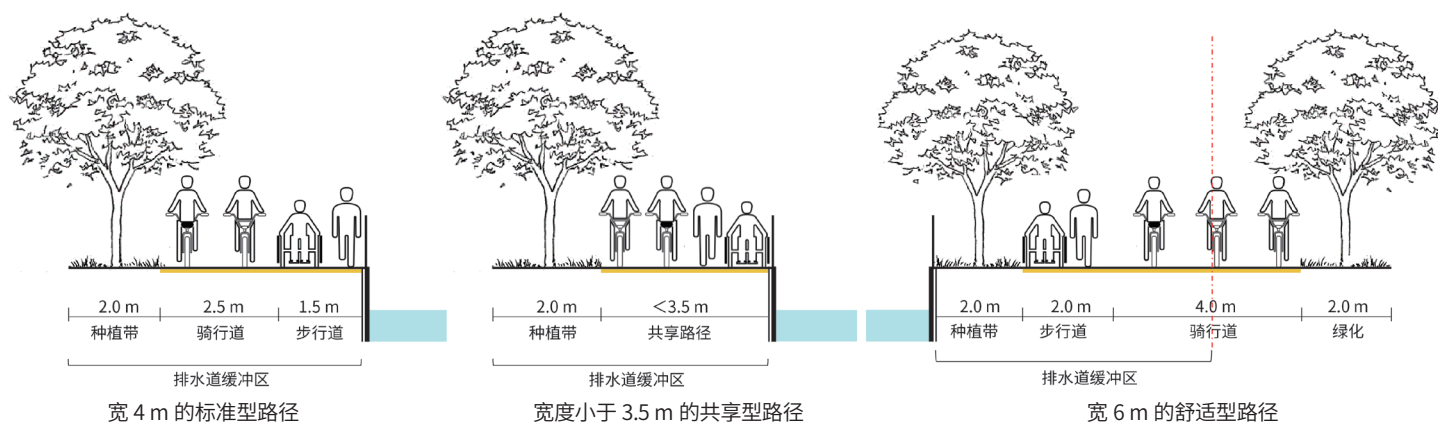 2.0 m 2.5 m 1.5 m
种植带 骑行道 步行道
排水道缓冲区
宽 4 m 的标准型路径
2.0 m <3.5 m
种植带 共享路径
排水道缓冲区
宽度小于 3.5 m 的共享型路径
2.0 m 2.0 m 4.0 m 2.0 m
种植带 步行道 骑行道 绿化
排水道缓冲区
宽 6 m 的舒适型路径